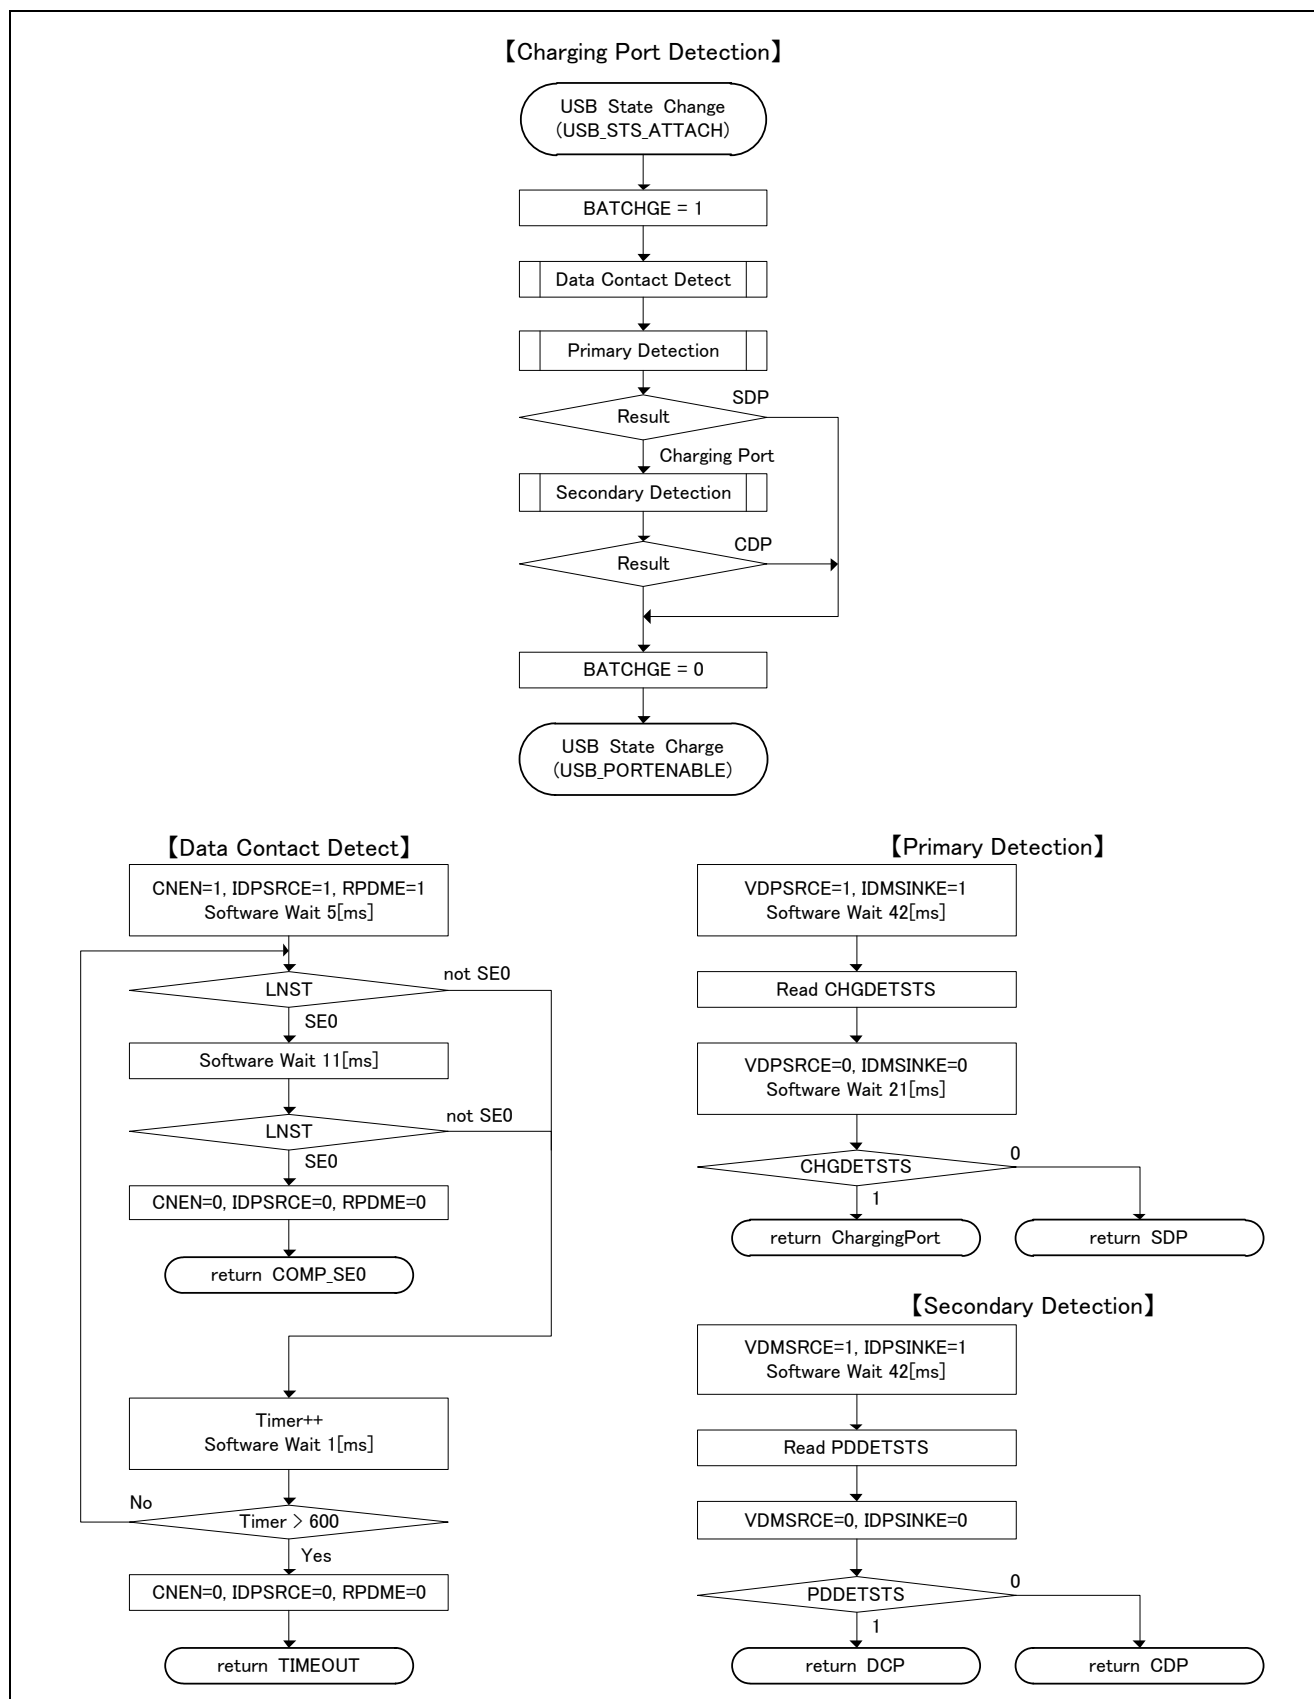 【Charging Port Detection】
USB State Change
(USB_STS_ATTACH)
BATCHGE = 1
Data Contact Detect
Primary Detection
SDP
Result
Charging Port
Secondary Detection
CDP
Result
BATCHGE = 0
USB State Charge
(USB_PORTENABLE)
【Data Contact Detect】
CNEN=1, IDPSRCE=1, RPDME=1
Software Wait 5[ms]
not SE0
LNST
SE0
Software Wait 11[ms]
not SE0
LNST
SE0
CNEN=0, IDPSRCE=0, RPDME=0
return COMP_SE0
Timer++
Software Wait 1[ms]
No
Timer > 600
Yes
CNEN=0, IDPSRCE=0, RPDME=0
return TIMEOUT
【Primary Detection】
VDPSRCE=1, IDMSINKE=1
Software Wait 42[ms]
Read CHGDETSTS
VDPSRCE=0, IDMSINKE=0
Software Wait 21[ms]
0
CHGDETSTS
1
return ChargingPort
return SDP
【Secondary Detection】
VDMSRCE=1, IDPSINKE=1
Software Wait 42[ms]
Read PDDETSTS
VDMSRCE=0, IDPSINKE=0
0
PDDETSTS
1
return DCP
return CDP